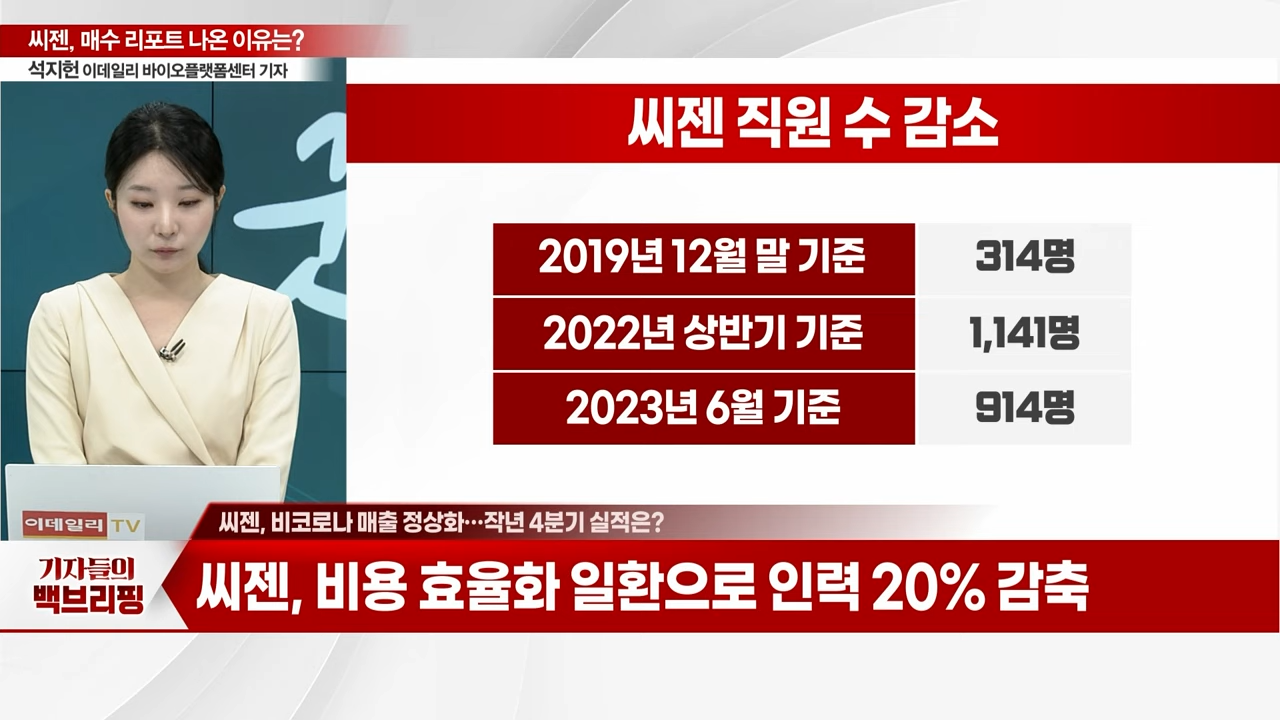 씨젠, 매수 리포트 나온 이유는?
석지헌 이데일리 바이오플랫폼센터 기자
씨젠 직원 수 감소
2019년 12월 말 기준 314명
2022년 상반기 기준 1,141명
2023년 6월 기준 914명
이데일리 TV
씨젠, 비코로나 매출 정상화…작년 4분기 실적은?
기자들의
백브리핑
씨젠, 비용 효율화 일환으로 인력 20% 감축